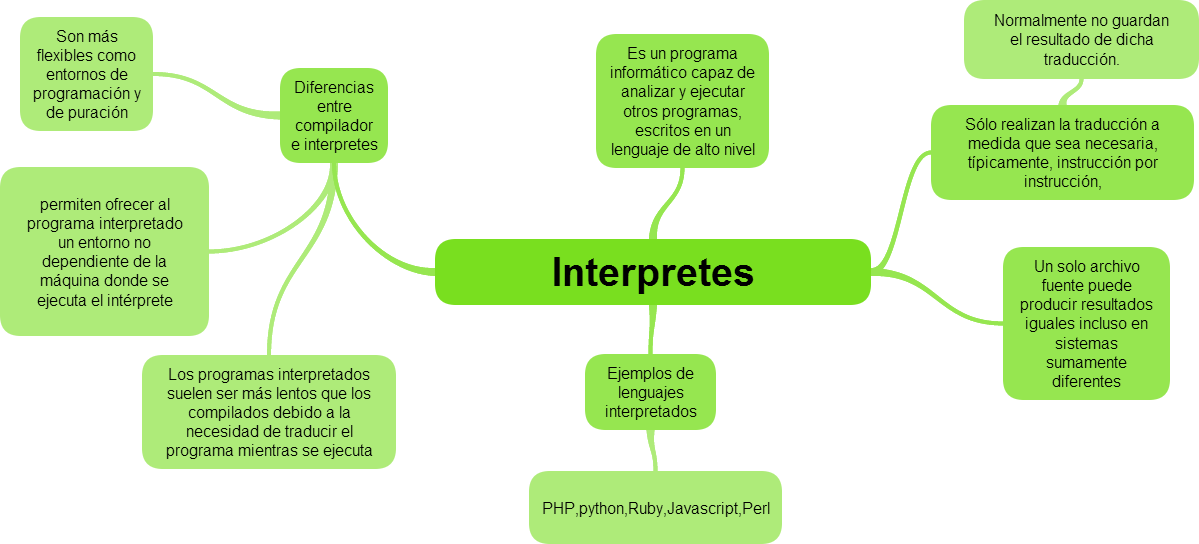 Son más
flexibles como
entornos de
programación y
de puración
Diferencias
entre
compilador
e interpretes
permiten ofrecer al
programa interpretado
un entorno no
dependiente de la
máquina donde se
ejecuta el intérprete
Los programas interpretados
suelen ser más lentos que los
compilados debido a la
necesidad de traducir el
programa mientras se ejecuta
Es un programa
informático capaz de
analizar y ejecutar
otros programas,
escritos en un
lenguaje de alto nivel
Interpretes
Ejemplos de
lenguajes
interpretados
PHP,python,Ruby,Javascript,Perl
Normalmente no guardan
el resultado de dicha
traducción.
Sólo realizan la traducción a
medida que sea necesaria,
típicamente, instrucción por
instrucción,
Un solo archivo
fuente puede
producir resultados
iguales incluso en
sistemas
sumamente
diferentes